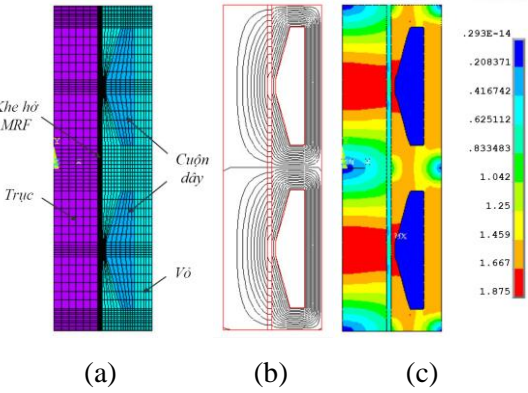 Khe hở
MRF
Trục
Cuộn
dây
Vỏ
MX
.293E-14
.208371
.416742
.625112
.833483
1.042
1.25
1.459
1.667
1.875
(a)
(b)
(c)